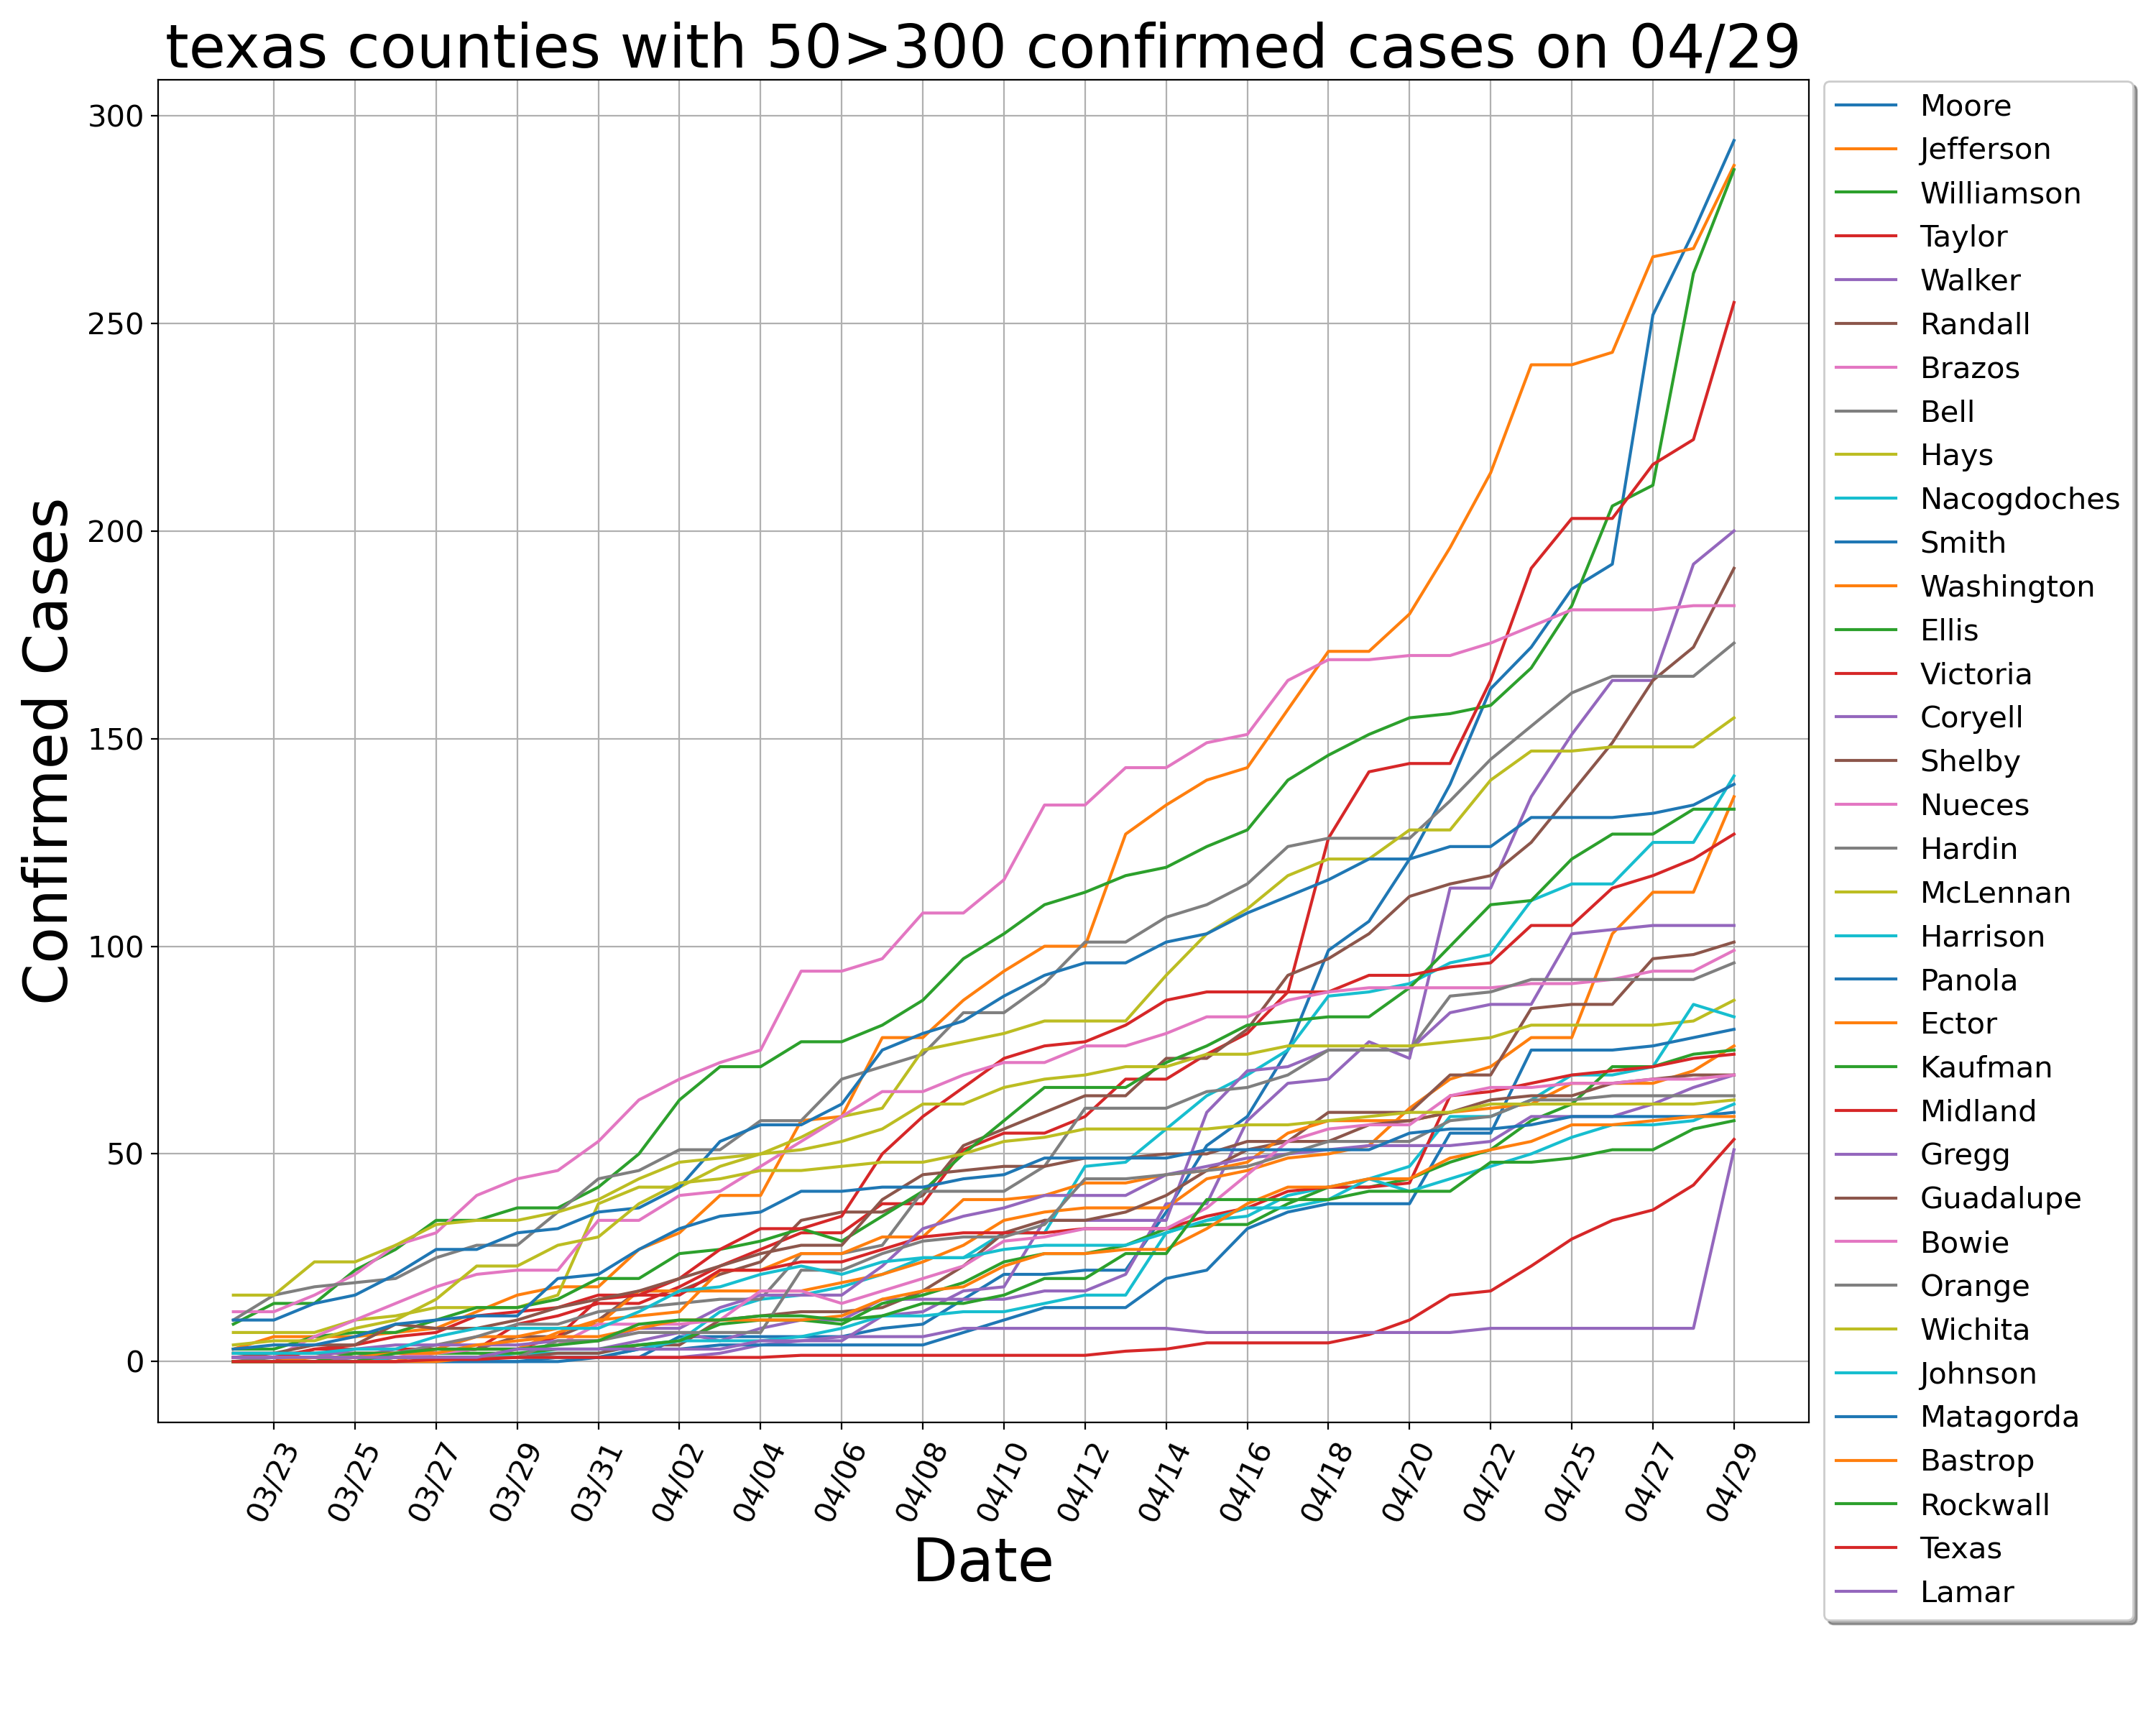 texas counties with 50>300 confirmed cases on 04/29
Confirmed Cases
300
250
200
150
100
50
0
03/23
03/25
03/27
03/29
03/31
04/02
04/04
04/06
04/08
04/10
04/12
04/14
04/16
04/18
04/20
04/22
04/25
04/27
04/29
Date
Moore
Jefferson
Williamson
Taylor
Walker
Randall
Brazos
Bell
Hays
Nacogdoches
Smith
Washington
Ellis
Victoria
Coryell
Shelby
Nueces
Hardin
McLennan
Harrison
Panola
Ector
Kaufman
Midland
Gregg
Guadalupe
Bowie
Orange
Wichita
Johnson
Matagorda
Bastrop
Rockwall
Texas
Lamar